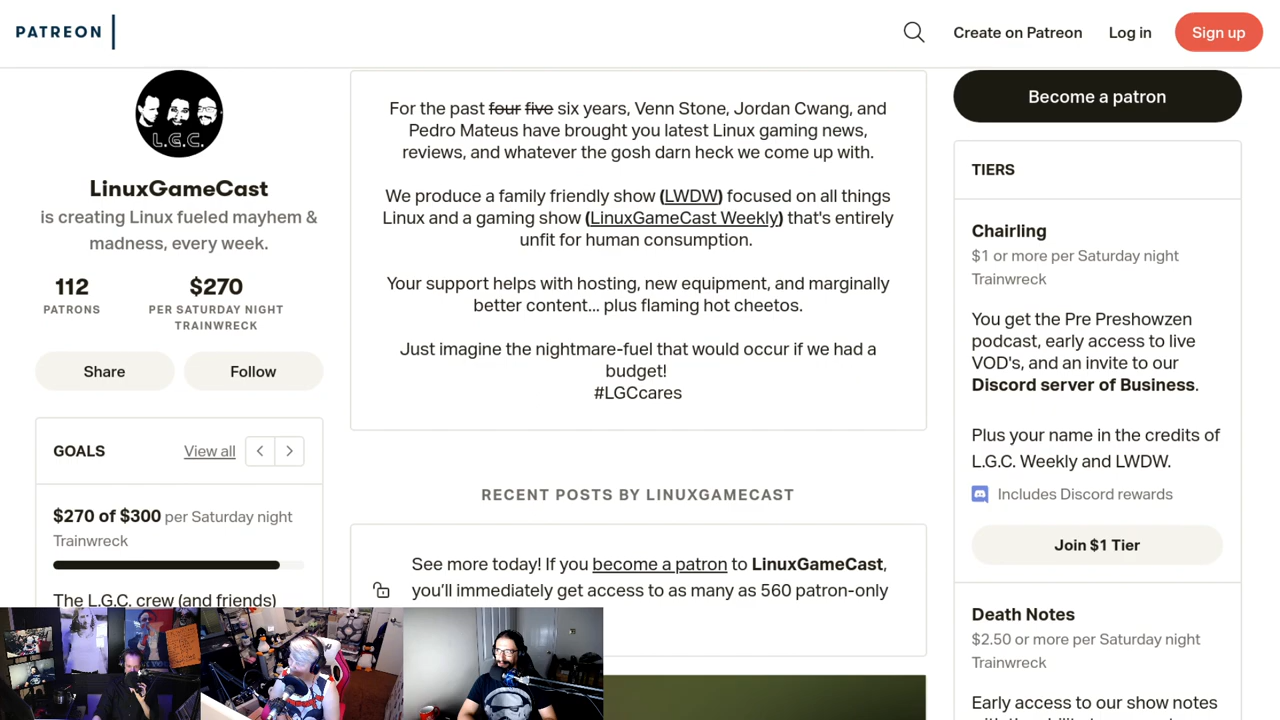 PATREON
Create on Patreon
Log in
Sign up
L.G.C.
LinuxGameCast
is creating Linux fueled mayhem &
madness, every week.
112
PATRONS
$270
PER SATURDAY NIGHT
TRAINWRECK
Share
Follow
GOALS
View all
$270 of $300 per Saturday night
Trainwreck
The L.G.C. crew (and friends)
For the past four five six years, Venn Stone, Jordan Cwang, and
Pedro Mateus have brought you latest Linux gaming news,
reviews, and whatever the gosh darn heck we come up with.
We produce a family friendly show (LWDW) focused on all things
Linux and a gaming show (LinuxGameCast Weekly) that's entirely
unfit for human consumption.
Your support helps with hosting, new equipment, and marginally
better content... plus flaming hot cheetos.
Just imagine the nightmare-fuel that would occur if we had a
budget!
#LGCcares
RECENT POSTS BY LINUXGAMECAST
See more today! If you become a patron to LinuxGameCast,
you’ll immediately get access to as many as 560 patron-only
Become a patron
TIERS
Chairling
$1 or more per Saturday night
Trainwreck
You get the Pre Preshowzen
podcast, early access to live
VOD's, and an invite to our
Discord server of Business.
Plus your name in the credits of
L.G.C. Weekly and LWDW.
Includes Discord rewards
Join $1 Tier
Death Notes
$2.50 or more per Saturday night
Trainwreck
Early access to our show notes